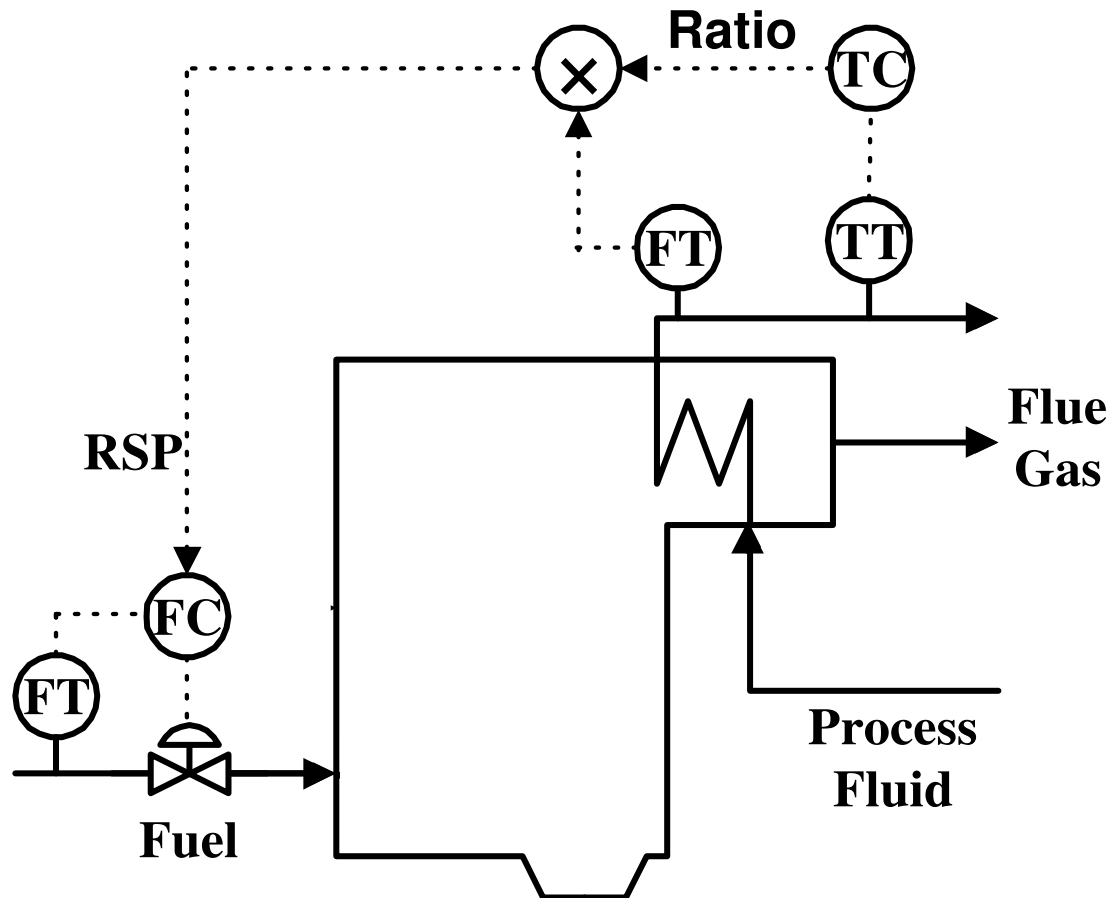 Ratio
TC
×
FT
TT
Flue
Gas
RSP
FC
FT
Process
Fluid
Fuel